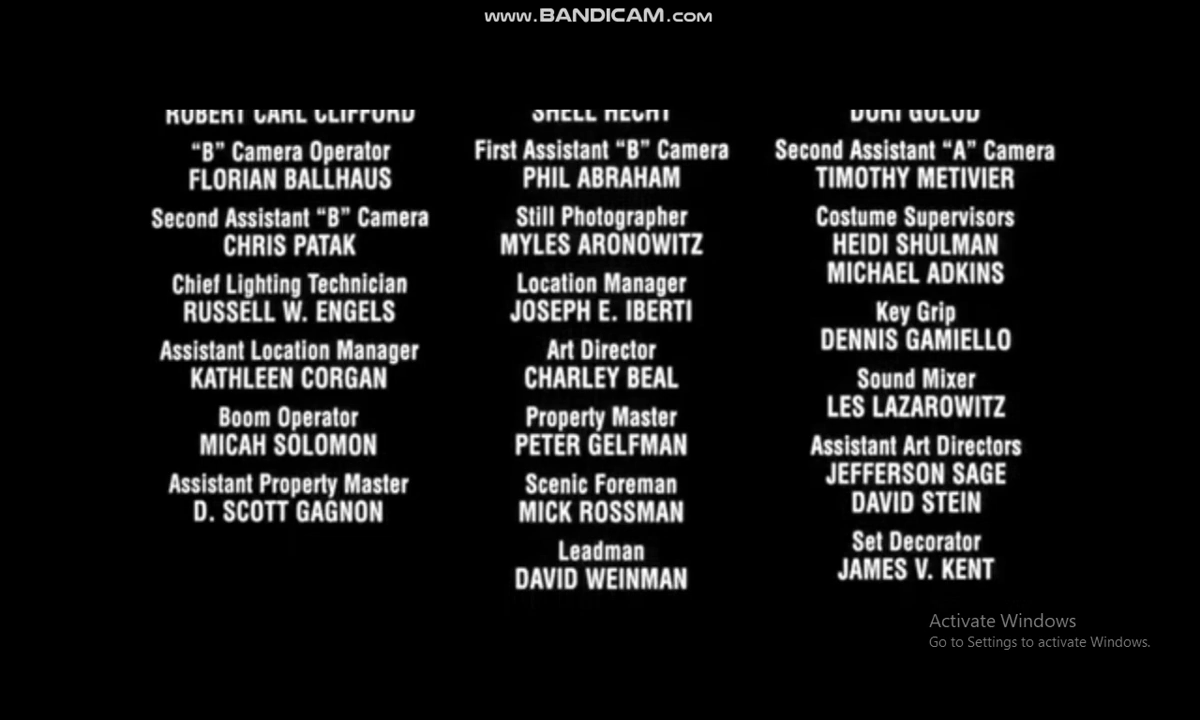 www.BANDICAM.com
ROBERT CARL CLIFFORD
"B" Camera Operator
FLORIAN BALLHAUS
Second Assistant "B" Camera
CHRIS PATAK
Chief Lighting Technician
RUSSELL W. ENGELS
Assistant Location Manager
KATHLEEN CORGAN
Boom Operator
MICAH SOLOMON
Assistant Property Master
D. SCOTT GAGNON
SHELL HECHT
First Assistant "B" Camera
PHIL ABRAHAM
Still Photographer
MYLES ARONOWITZ
Location Manager
JOSEPH E. IBERTI
Art Director
CHARLEY BEAL
Property Master
PETER GELFMAN
Scenic Foreman
MICK ROSSMAN
Leadman
DAVID WEINMAN
Second Assistant "A" Camera
TIMOTHY METIVIER
Costume Supervisors
HEIDI SHULMAN
MICHAEL ADKINS
Key Grip
DENNIS GAMIELLO
Sound Mixer
LES LAZAROWITZ
Assistant Art Directors
JEFFERSON SAGE
DAVID STEIN
Set Decorator
JAMES V. KENT
Activate Windows
Go to Settings to activate Windows.